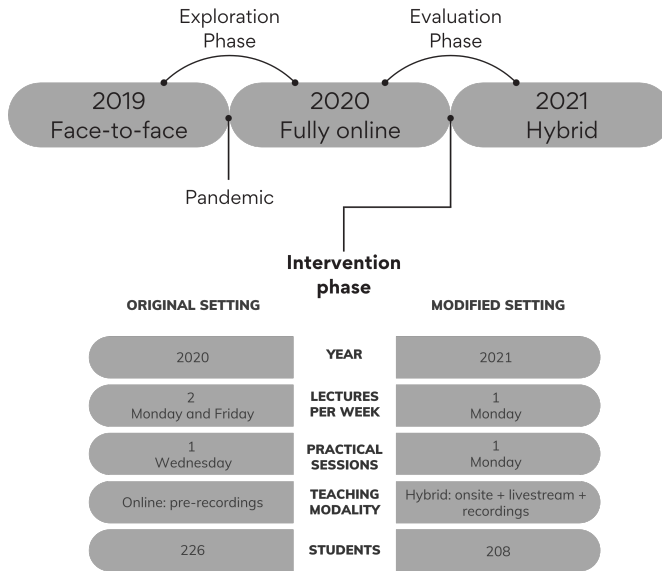 Exploration
Phase
Evaluation
Phase
2019
Face-to-face
2020
Fully online
2021
Hybrid
Pandemic
Intervention
phase
ORIGINAL SETTING
MODIFIED SETTING
2020
YEAR
2021
2
Monday and Friday
LECTURES
PER WEEK
1
Monday
1
Wednesday
PRACTICAL
SESSIONS
1
Monday
Online: pre-recordings
TEACHING
MODALITY
Hybrid: onsite + livestream +
recordings
226
STUDENTS
208